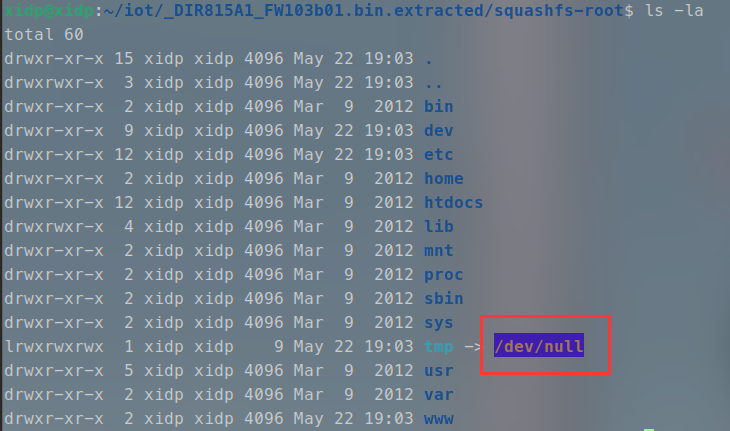 xidp@xidp:~/iot/_DIR815A1_FW103b01.bin.extracted/squashfs-root$ ls -la
total 60
drwxr-xr-x 15 xidp xidp 4096 May 22 19:03 .
drwxrwxr-x  3 xidp xidp 4096 May 22 19:03 ..
drwxr-xr-x  2 xidp xidp 4096 Mar  9  2012 bin
drwxr-xr-x  9 xidp xidp 4096 May 22 19:03 dev
drwxr-xr-x 12 xidp xidp 4096 May 22 19:03 etc
drwxr-xr-x  2 xidp xidp 4096 Mar  9  2012 home
drwxr-xr-x 12 xidp xidp 4096 Mar  9  2012 htdocs
drwxrwxr-x  4 xidp xidp 4096 Mar  9  2012 lib
drwxr-xr-x  2 xidp xidp 4096 Mar  9  2012 mnt
drwxr-xr-x  2 xidp xidp 4096 Mar  9  2012 proc
drwxr-xr-x  2 xidp xidp 4096 Mar  9  2012 sbin
drwxr-xr-x  2 xidp xidp 4096 Mar  9  2012 sys
lrwxrwxrwx  1 xidp xidp    9 May 22 19:03 tmp -> /dev/null
drwxr-xr-x  5 xidp xidp 4096 Mar  9  2012 usr
drwxr-xr-x  2 xidp xidp 4096 Mar  9  2012 var
drwxr-xr-x  2 xidp xidp 4096 May 22 19:03 www